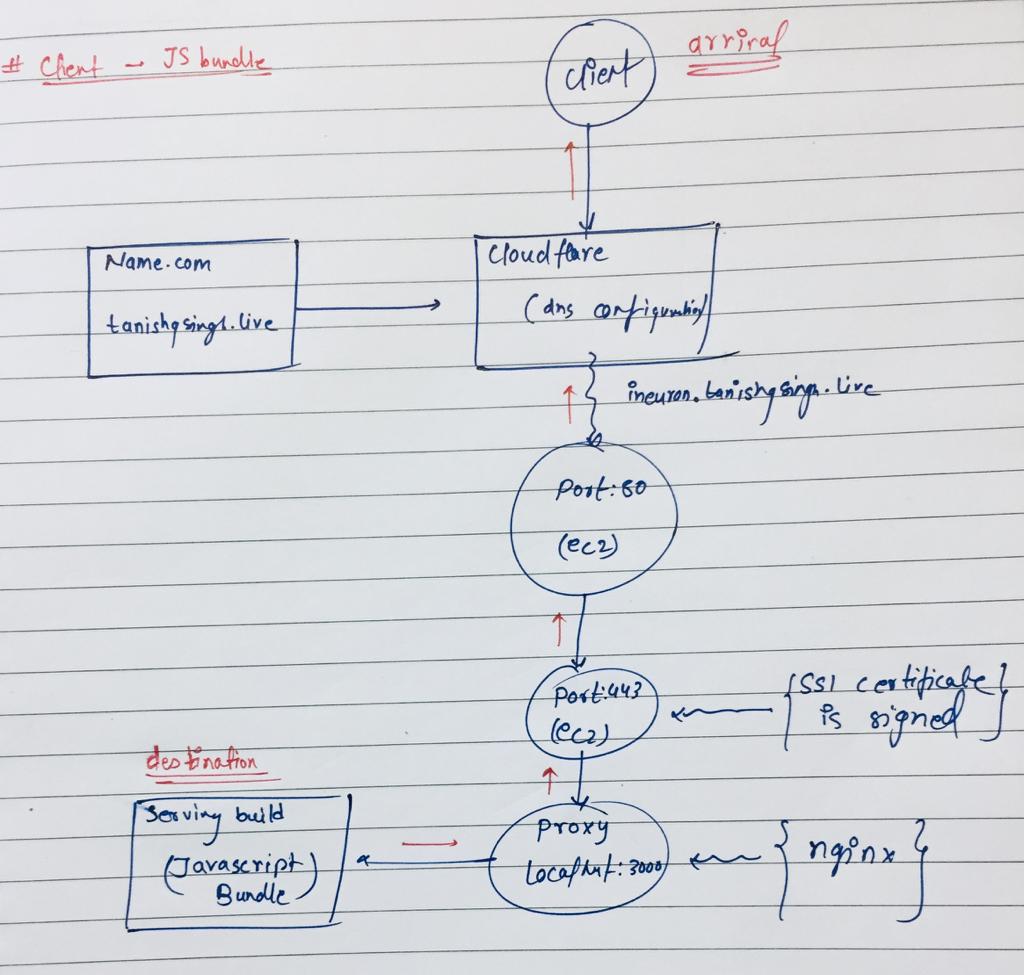 # Client - JS bundle
arrival
client
Name.com
tanishqsingh.live
Cloudflare
(dns configuration)
ineuron.tanishqsingh.live
Port:80
(ec2)
Port:443
(ec2)
{SSl certificate
is signed}
destination
Serving build
(Javascript)
Bundle
Proxy
Localhost:3000
{nginx}